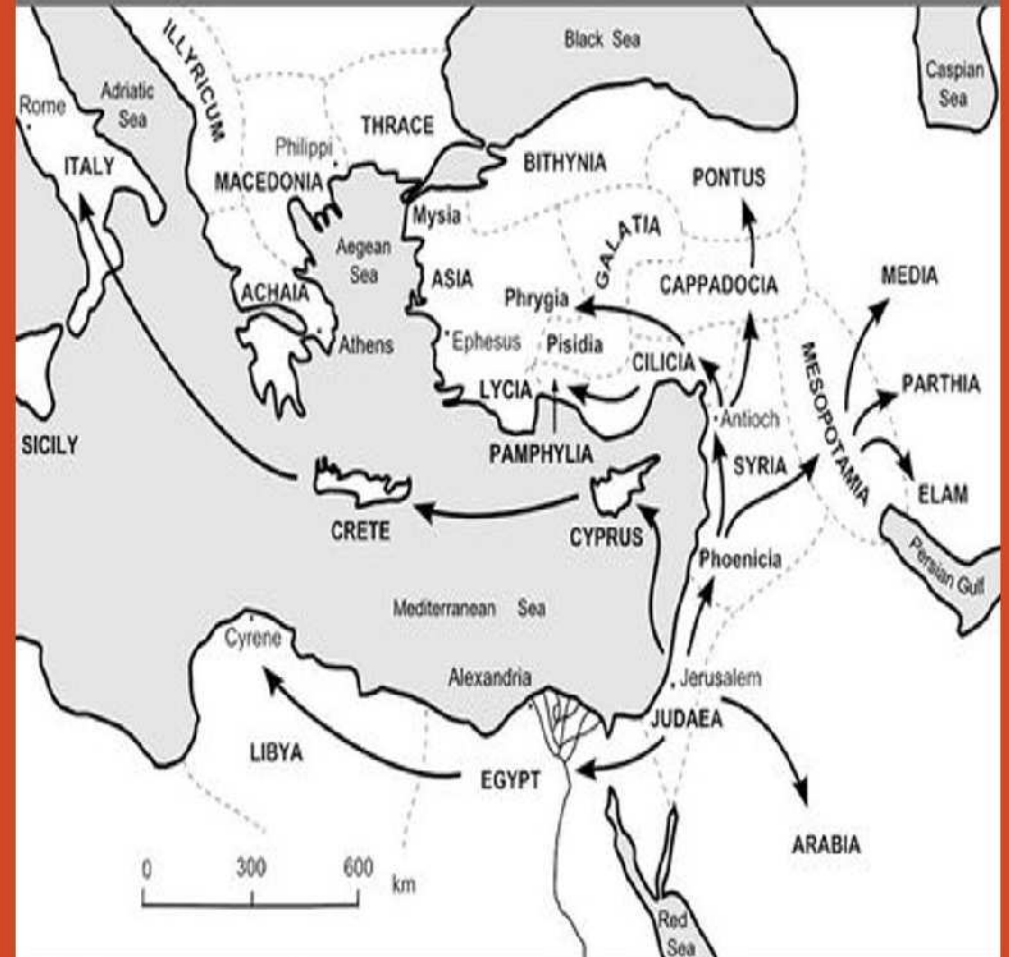 Black Sea
Caspian
Sea
ILLYRICUM
Adriatic
Sea
Rome
THRACE
Philippi
BITHYNIA
ITALY
MACEDONIA
PONTUS
Mysia
GALATIA
Aegean
Sea
ASIA
CAPPADOCIA
MEDIA
ACHAIA
Phrygia
Athens
Ephesus
Pisidia
CILICIA
MESOPOTAMIA
PARTHIA
LYCIA
Antioch
SICILY
PAMPHYLIA
SYRIA
ELAM
CRETE
CYPRUS
Phoenicia
Persian Gulf
Mediterranean Sea
Cyrene
Alexandria
Jerusalem
JUDAEA
LIBYA
EGYPT
ARABIA
0 300 600
km
Red
Sea